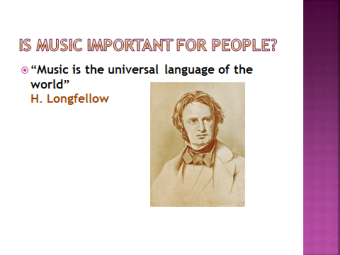 IS MUSIC IMPORTANT FOR PEOPLE?
“Music is the universal language of the
world”
H. Longfellow